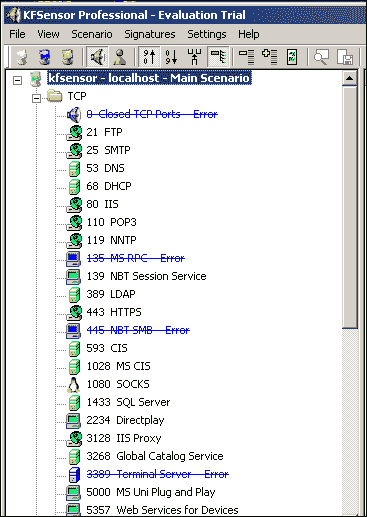 KFSensor Professional - Evaluation Trial
File View Scenario Signatures Settings Help
kfsensor - localhost - Main Scenario
TCP
0 Closed TCP Ports - Error
21 FTP
25 SMTP
53 DNS
68 DHCP
80 IIS
110 POP3
119 NNTP
135 MS RPC - Error
139 NBT Session Service
389 LDAP
443 HTTPS
445 NBT SMB - Error
593 CIS
1028 MS CIS
1080 SOCKS
1433 SQL Server
2234 Directplay
3128 IIS Proxy
3268 Global Catalog Service
3389 Terminal Server - Error
5000 MS Uni Plug and Play
5357 Web Services for Devices